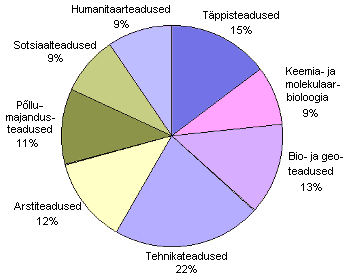 Humanitaarteadused
9%
Täppisteadused
15%
Sotsiaalteadused
9%
Keemia- ja
molekulaar-
bioloogia
9%
Põllu-
majandus-
teadused
11%
Bio- ja geo-
teadused
13%
Arstiteadused
12%
Tehnikateadused
22%